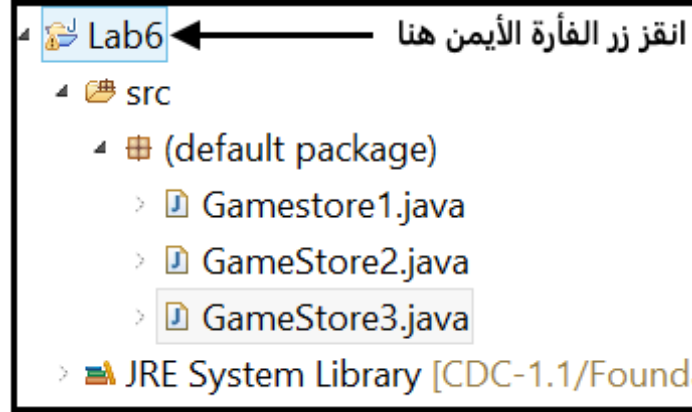 Lab6 انقز زر الفأرة الأيمن هنا
src
(default package)
Gamestore1.java
GameStore2.java
GameStore3.java
JRE System Library [CDC-1.1/Found